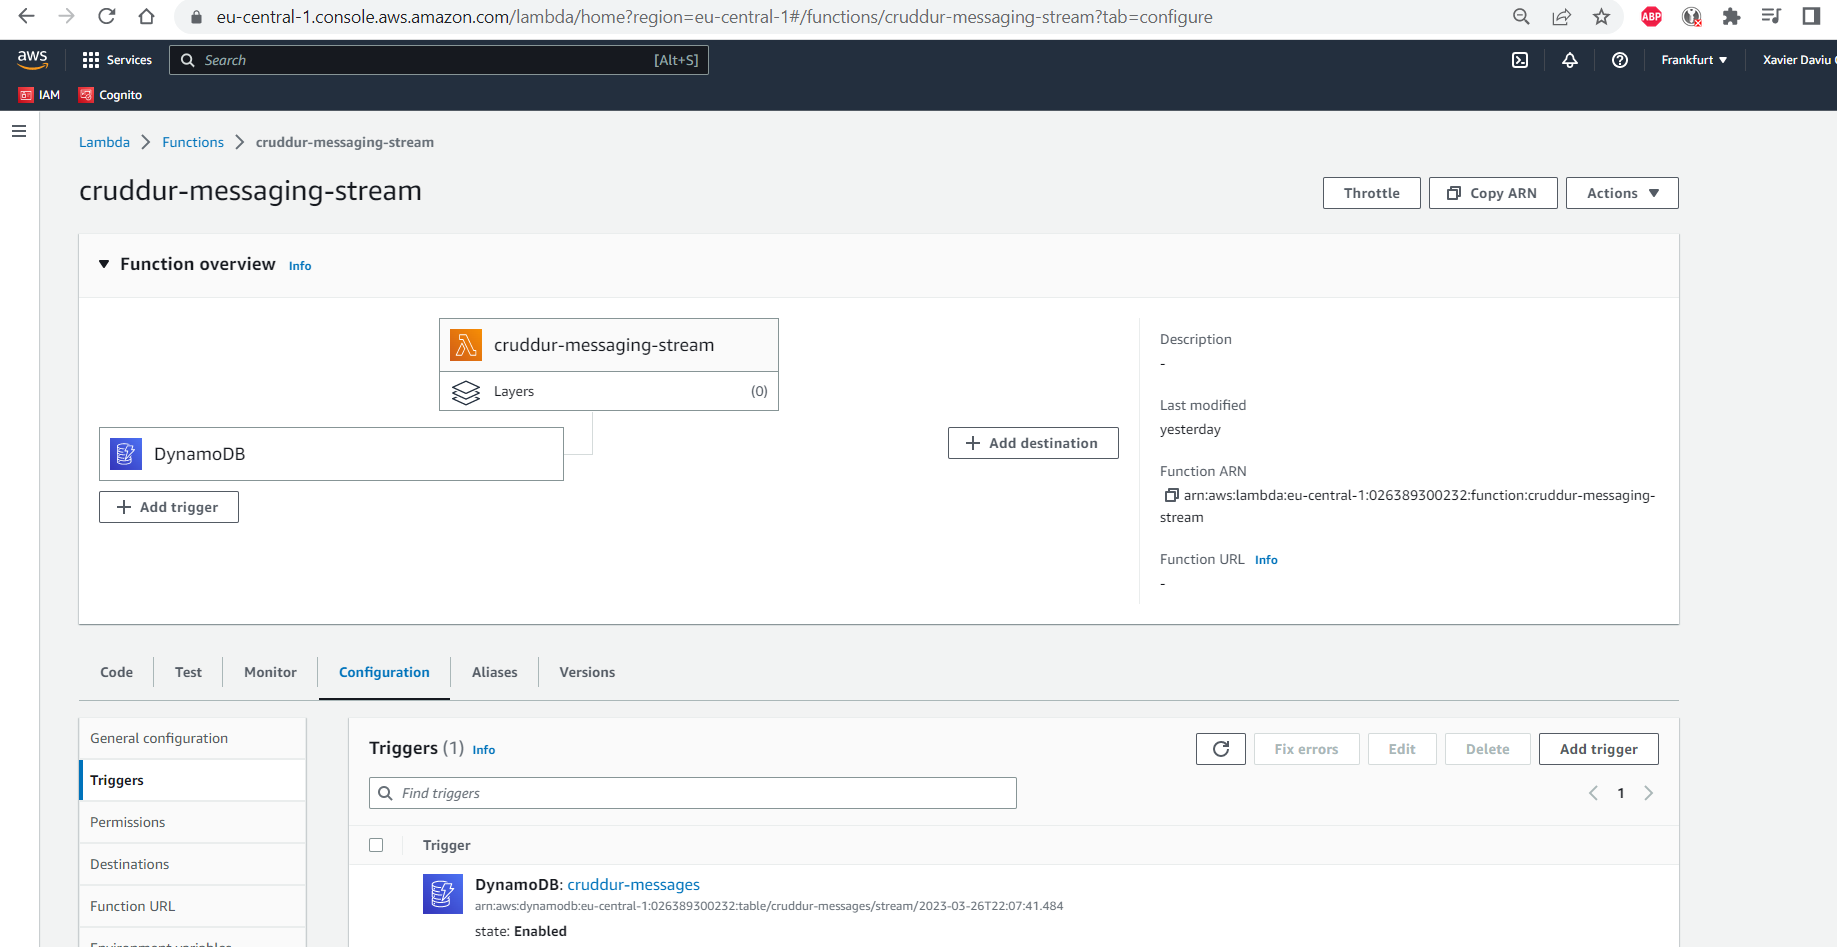 eu-central-1.console.aws.amazon.com/lambda/home?region=eu-central-1#/functions/cruddur-messaging-stream?tab=configure
ABP
aws Services Search [Alt+S] Frankfurt ▼ Xavier Daviu
IAM Cognito
Lambda > Functions > cruddur-messaging-stream
cruddur-messaging-stream
Throttle Copy ARN Actions ▼
▼ Function overview Info
cruddur-messaging-stream
Layers (0)
DynamoDB
+ Add trigger
+ Add destination
Description
-
Last modified
yesterday
Function ARN
arn:aws:lambda:eu-central-1:026389300232:function:cruddur-messaging-
stream
Function URL Info
-
Code Test Monitor Configuration Aliases Versions
General configuration
Triggers
Permissions
Destinations
Function URL
Environment variables
Triggers (1) Info
Fix errors Edit Delete Add trigger
Find triggers
< 1 >
Trigger
DynamoDB: cruddur-messages
arn:aws:dynamodb:eu-central-1:026389300232:table/cruddur-messages/stream/2023-03-26T22:07:41.484
state: Enabled